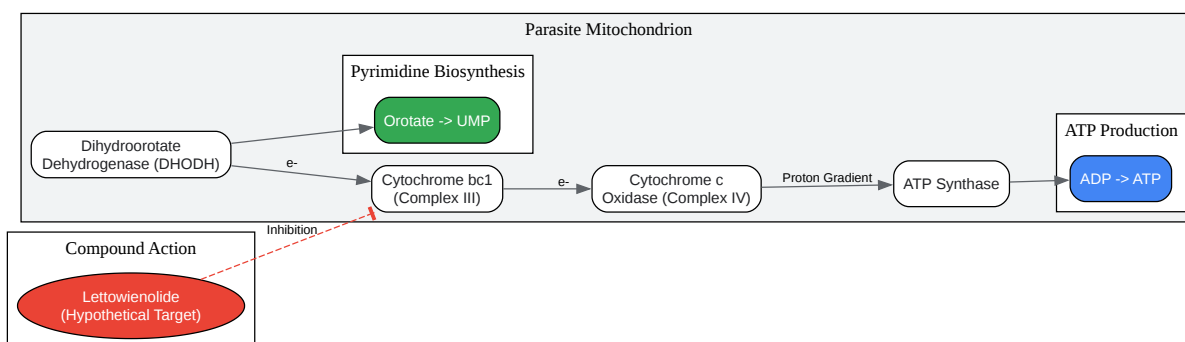 Parasite Mitochondrion
Pyrimidine Biosynthesis
Orotate -> UMP
Dihydroorotate
Dehydrogenase (DHODH)
e-
Cytochrome bc1
(Complex III)
e-
Cytochrome c
Oxidase (Complex IV)
Proton Gradient
ATP Synthase
ATP Production
ADP -> ATP
Inhibition
Compound Action
Lettowienolide
(Hypothetical Target)